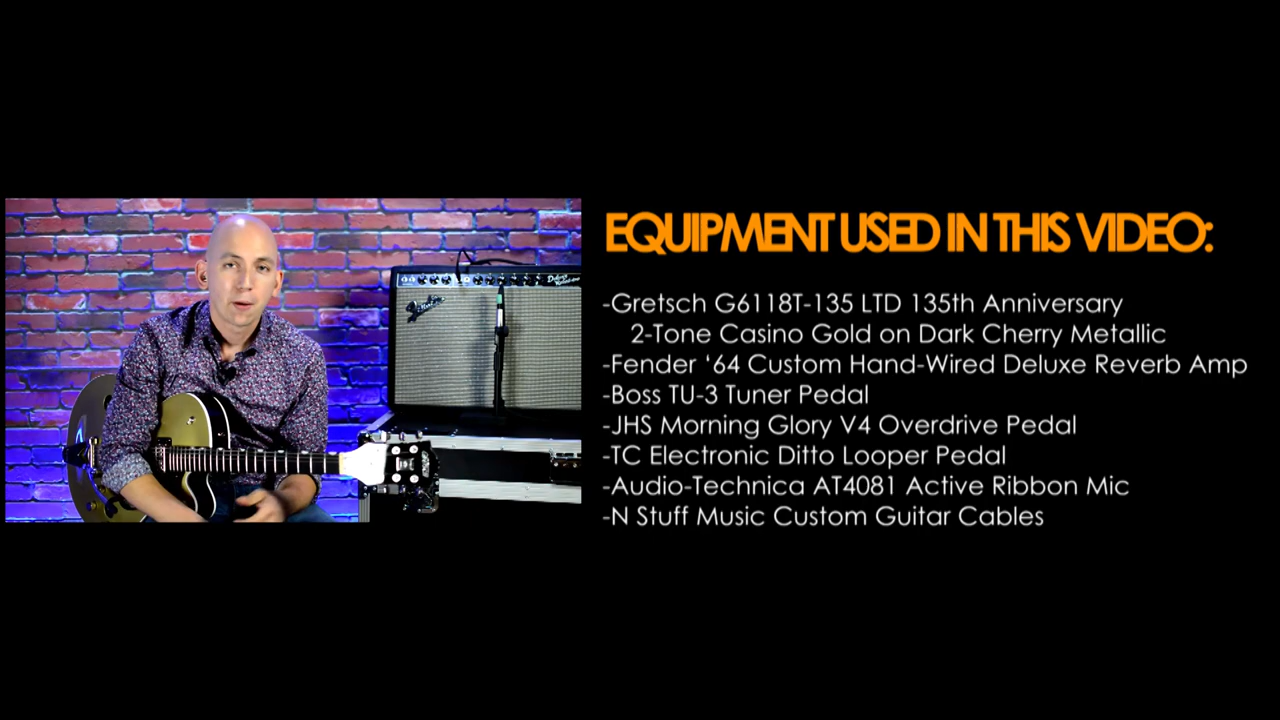 EQUIPMENT USED IN THIS VIDEO:
-Gretsch G6118T-135 LTD 135th Anniversary
2-Tone Casino Gold on Dark Cherry Metallic
-Fender ‘64 Custom Hand-Wired Deluxe Reverb Amp
-Boss TU-3 Tuner Pedal
-JHS Morning Glory V4 Overdrive Pedal
-TC Electronic Ditto Looper Pedal
-Audio-Technica AT4081 Active Ribbon Mic
-N Stuff Music Custom Guitar Cables
Fender